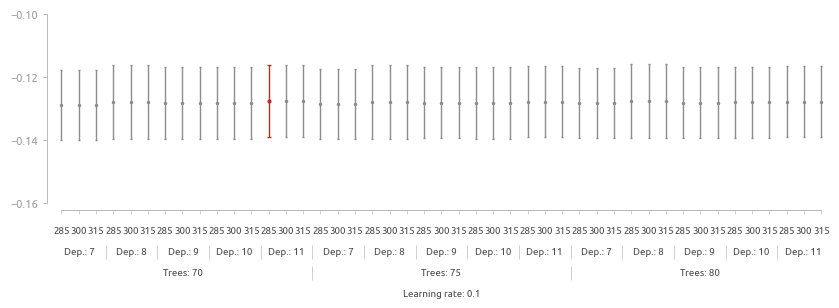 −0.10
−0.12
−0.14
−0.16
285 300 315 285 300 315 285 300 315 285 300 315 285 300 315 285 300 315 285 300 315 285 300 315 285 300 315 285 300 315 285 300 315 285 300 315 285 300 315 285 300 315 285 300 315
Dep.: 7 Dep.: 8 Dep.: 9 Dep.: 10 Dep.: 11 Dep.: 7 Dep.: 8 Dep.: 9 Dep.: 10 Dep.: 11 Dep.: 7 Dep.: 8 Dep.: 9 Dep.: 10 Dep.: 11
Trees: 70 Trees: 75 Trees: 80
Learning rate: 0.1